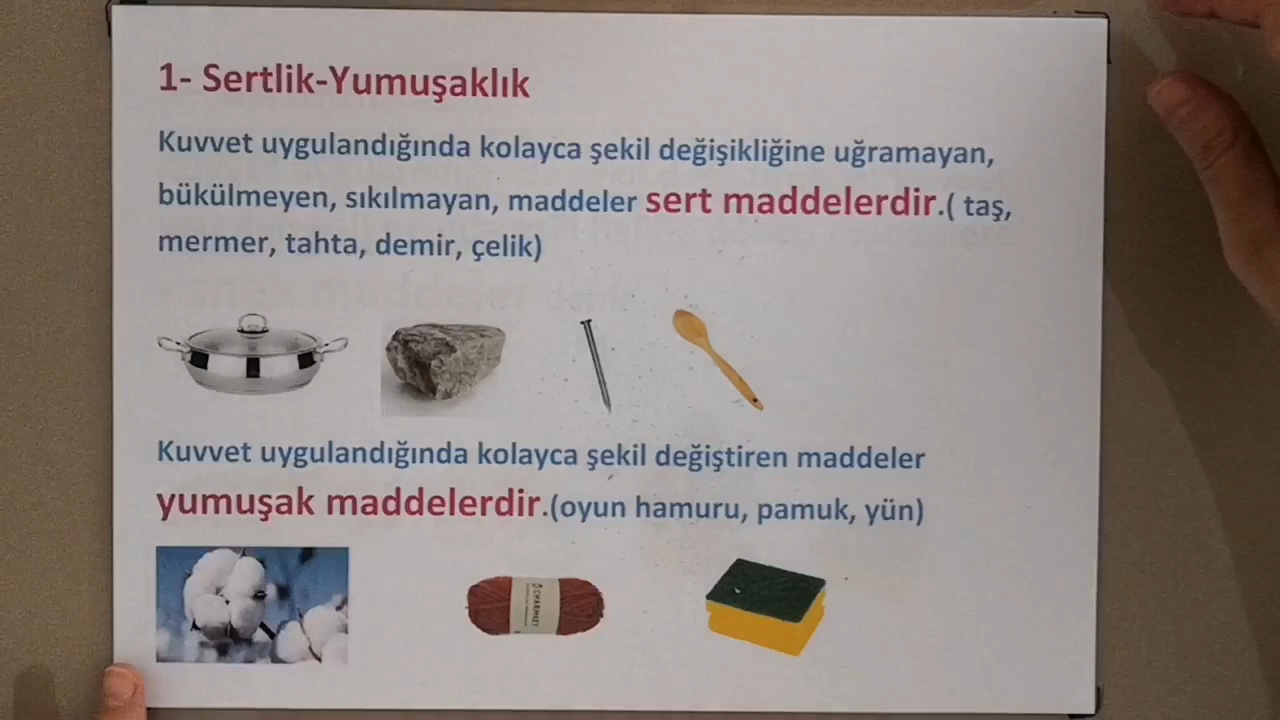 1- Sertlik-Yumuşaklık
Kuvvet uygulandığında kolayca şekil değişikliğine uğramayan,
bükülmeyen, sıkılmayan, maddeler sert maddelerdir.( taş,
mermer, tahta, demir, çelik)
Kuvvet uygulandığında kolayca şekil değiştiren maddeler
yumuşak maddelerdir.(oyun hamuru, pamuk, yün)